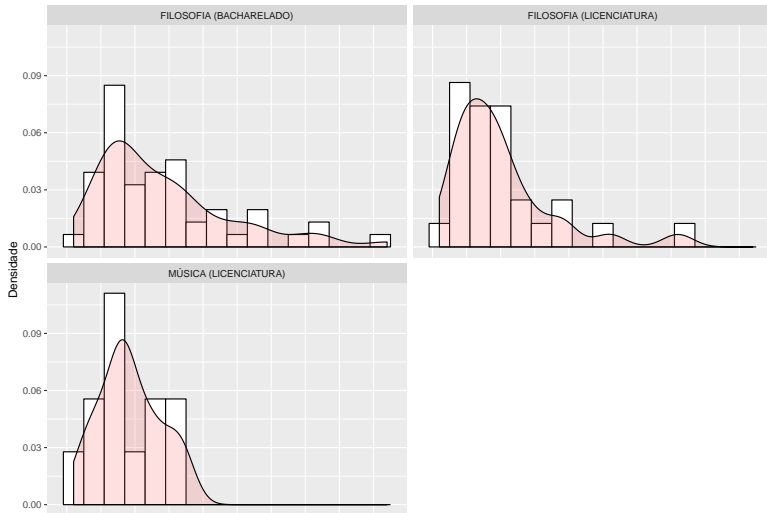 FILOSOFIA (BACHARELADO)
FILOSOFIA (LICENCIATURA)
0.09
0.06
0.03
0.00
MÚSICA (LICENCIATURA)
0.09
0.06
0.03
0.00
Densidade